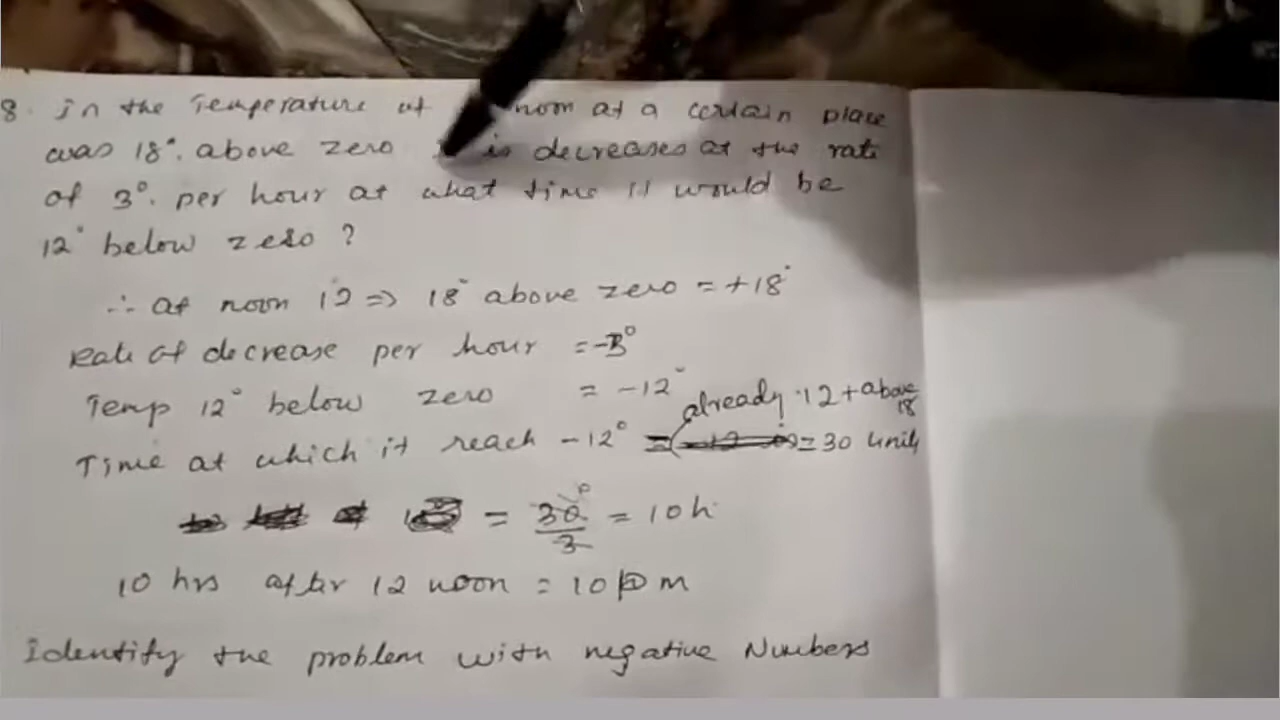 8. in the Temperature at noon at a certain place
was 18°. above zero is decreases at the rate
of 3°. per hour at what time it would be
12° below zero ?
∴ at noon 12 => 18° above zero = +18°
Rate of decrease per hour = -3°
Temp 12° below zero = -12°
already 12 + above 18
Time at which it reach -12° = 30 units
= 30/3 = 10 h
10 hrs after 12 noon = 10 pm
Identify the problem with negative Numbers